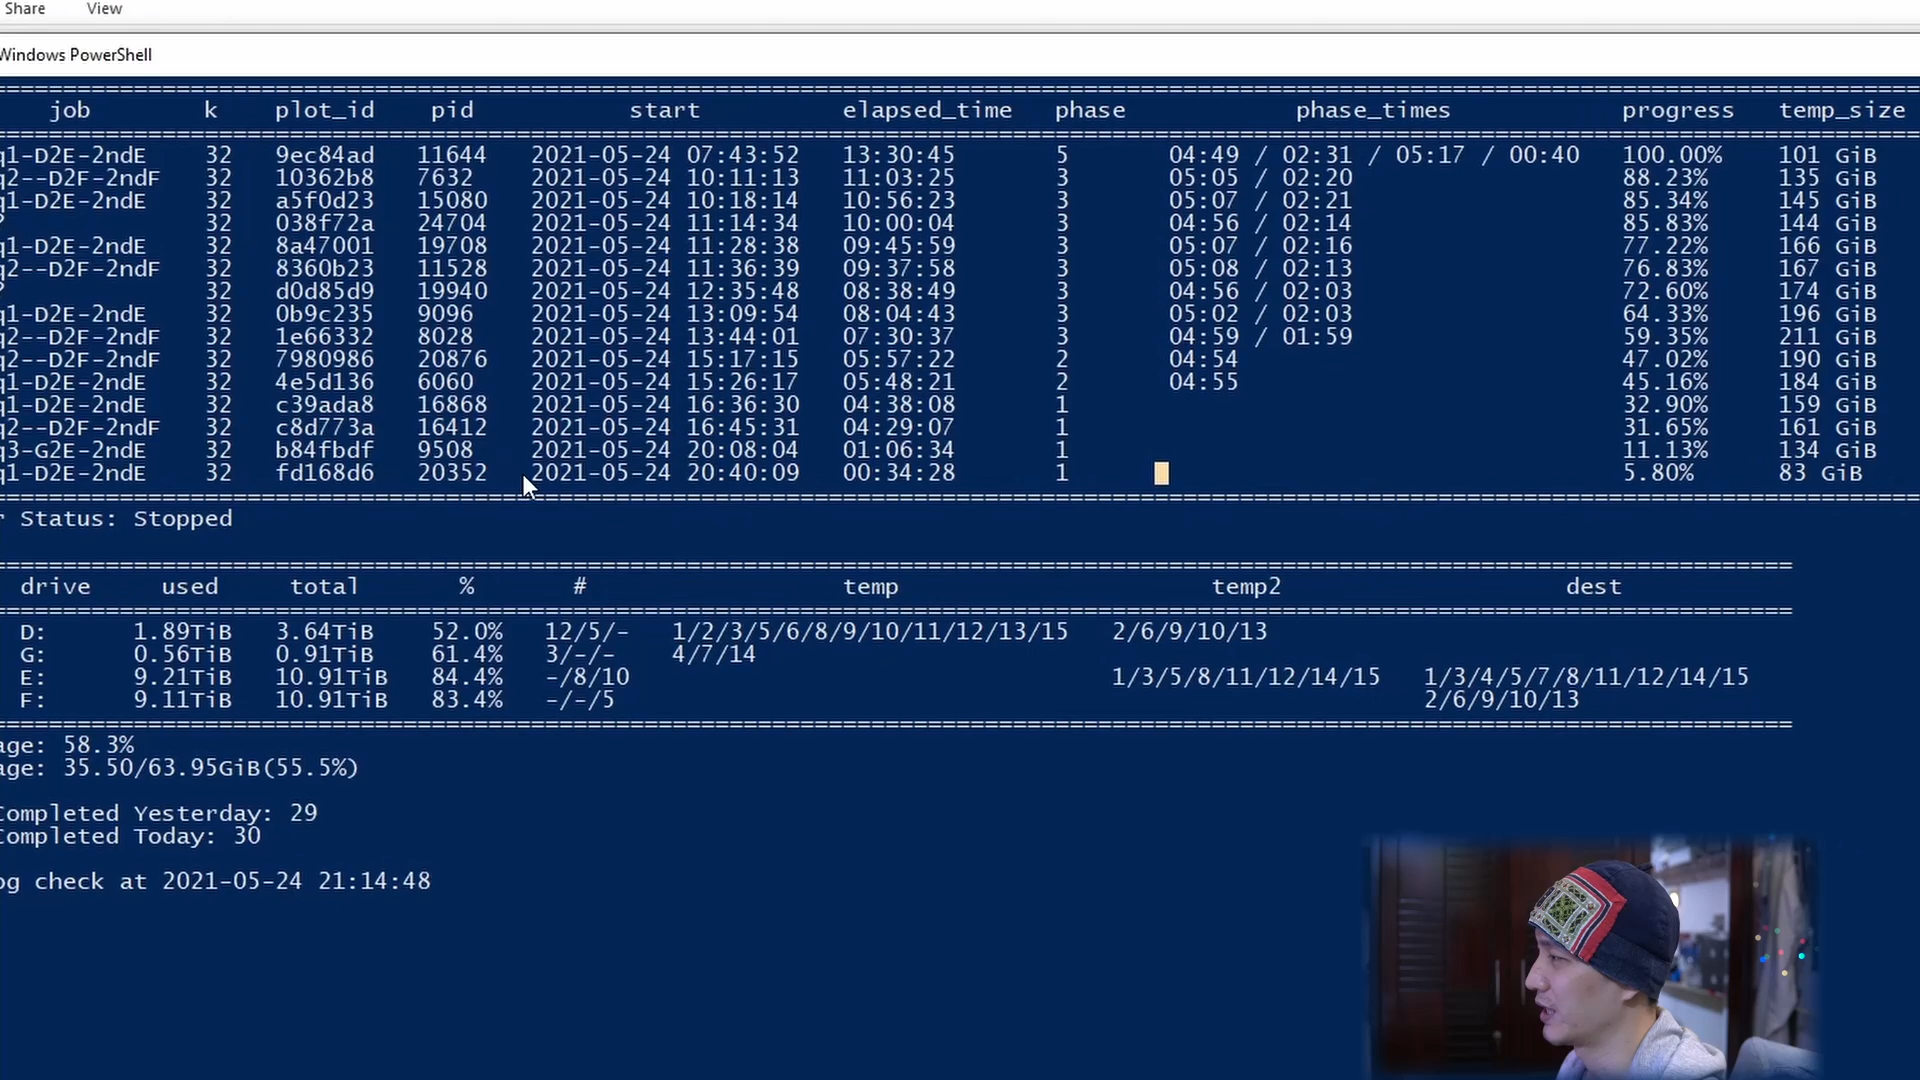 Share View
Windows PowerShell
job k plot_id pid start elapsed_time phase phase_times progress temp_size
q1-D2E-2ndE 32 9ec84ad 11644 2021-05-24 07:43:52 13:30:45 5 04:49 / 02:31 / 05:17 / 00:40 100.00% 101 GiB
q2--D2F-2ndF 32 10362b8 7632 2021-05-24 10:11:13 11:03:25 3 05:05 / 02:20 88.23% 135 GiB
q1-D2E-2ndE 32 a5f0d23 15080 2021-05-24 10:18:14 10:56:23 3 05:07 / 02:21 85.34% 145 GiB
? 32 038f72a 24704 2021-05-24 11:14:34 10:00:04 3 04:56 / 02:14 85.83% 144 GiB
q1-D2E-2ndE 32 8a47001 19708 2021-05-24 11:28:38 09:45:59 3 05:07 / 02:16 77.22% 166 GiB
q2--D2F-2ndF 32 8360b23 11528 2021-05-24 11:36:39 09:37:58 3 05:08 / 02:13 76.83% 167 GiB
? 32 d0d85d9 19940 2021-05-24 12:35:48 08:38:49 3 04:56 / 02:03 72.60% 174 GiB
q1-D2E-2ndE 32 0b9c235 9096 2021-05-24 13:09:54 08:04:43 3 05:02 / 02:03 64.33% 196 GiB
q2--D2F-2ndF 32 1e66332 8028 2021-05-24 13:44:01 07:30:37 3 04:59 / 01:59 59.35% 211 GiB
q2--D2F-2ndF 32 7980986 20876 2021-05-24 15:17:15 05:57:22 2 04:54 47.02% 190 GiB
q1-D2E-2ndE 32 4e5d136 6060 2021-05-24 15:26:17 05:48:21 2 04:55 45.16% 184 GiB
q1-D2E-2ndE 32 c39ada8 16868 2021-05-24 16:36:30 04:38:08 1 32.90% 159 GiB
q2--D2F-2ndF 32 c8d773a 16412 2021-05-24 16:45:31 04:29:07 1 31.65% 161 GiB
q3-G2E-2ndE 32 b84fbdf 9508 2021-05-24 20:08:04 01:06:34 1 11.13% 134 GiB
q1-D2E-2ndE 32 fd168d6 20352 2021-05-24 20:40:09 00:34:28 1 5.80% 83 GiB
r Status: Stopped
drive used total % # temp temp2 dest
D: 1.89TiB 3.64TiB 52.0% 12/5/- 1/2/3/5/6/8/9/10/11/12/13/15 2/6/9/10/13
G: 0.56TiB 0.91TiB 61.4% 3/-/- 4/7/14
E: 9.21TiB 10.91TiB 84.4% -/8/10 1/3/5/8/11/12/14/15 1/3/4/5/7/8/11/12/14/15
F: 9.11TiB 10.91TiB 83.4% -/-/5 2/6/9/10/13
age: 58.3%
age: 35.50/63.95GiB(55.5%)
Completed Yesterday: 29
Completed Today: 30
og check at 2021-05-24 21:14:48